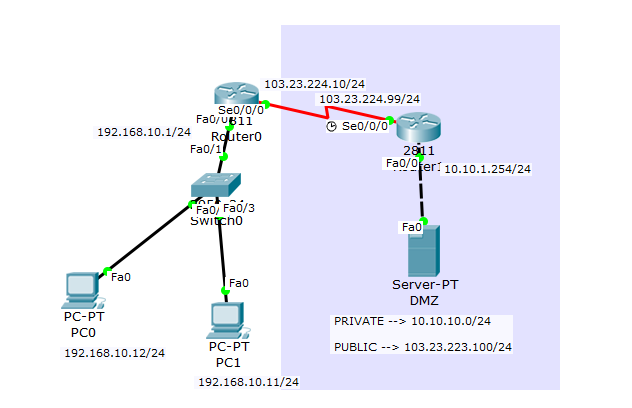 103.23.224.10/24
103.23.224.99/24
Se0/0/0
Fa0/0
2811
Router0
Se0/0/0
192.168.10.1/24
Fa0/1
2811
Fa0/0
10.10.1.254/24
Fa0/3
Switch0
Fa0
Server-PT
DMZ
Fa0
PC-PT
PC0
192.168.10.12/24
Fa0
PC-PT
PC1
192.168.10.11/24
PRIVATE --> 10.10.10.0/24
PUBLIC --> 103.23.223.100/24